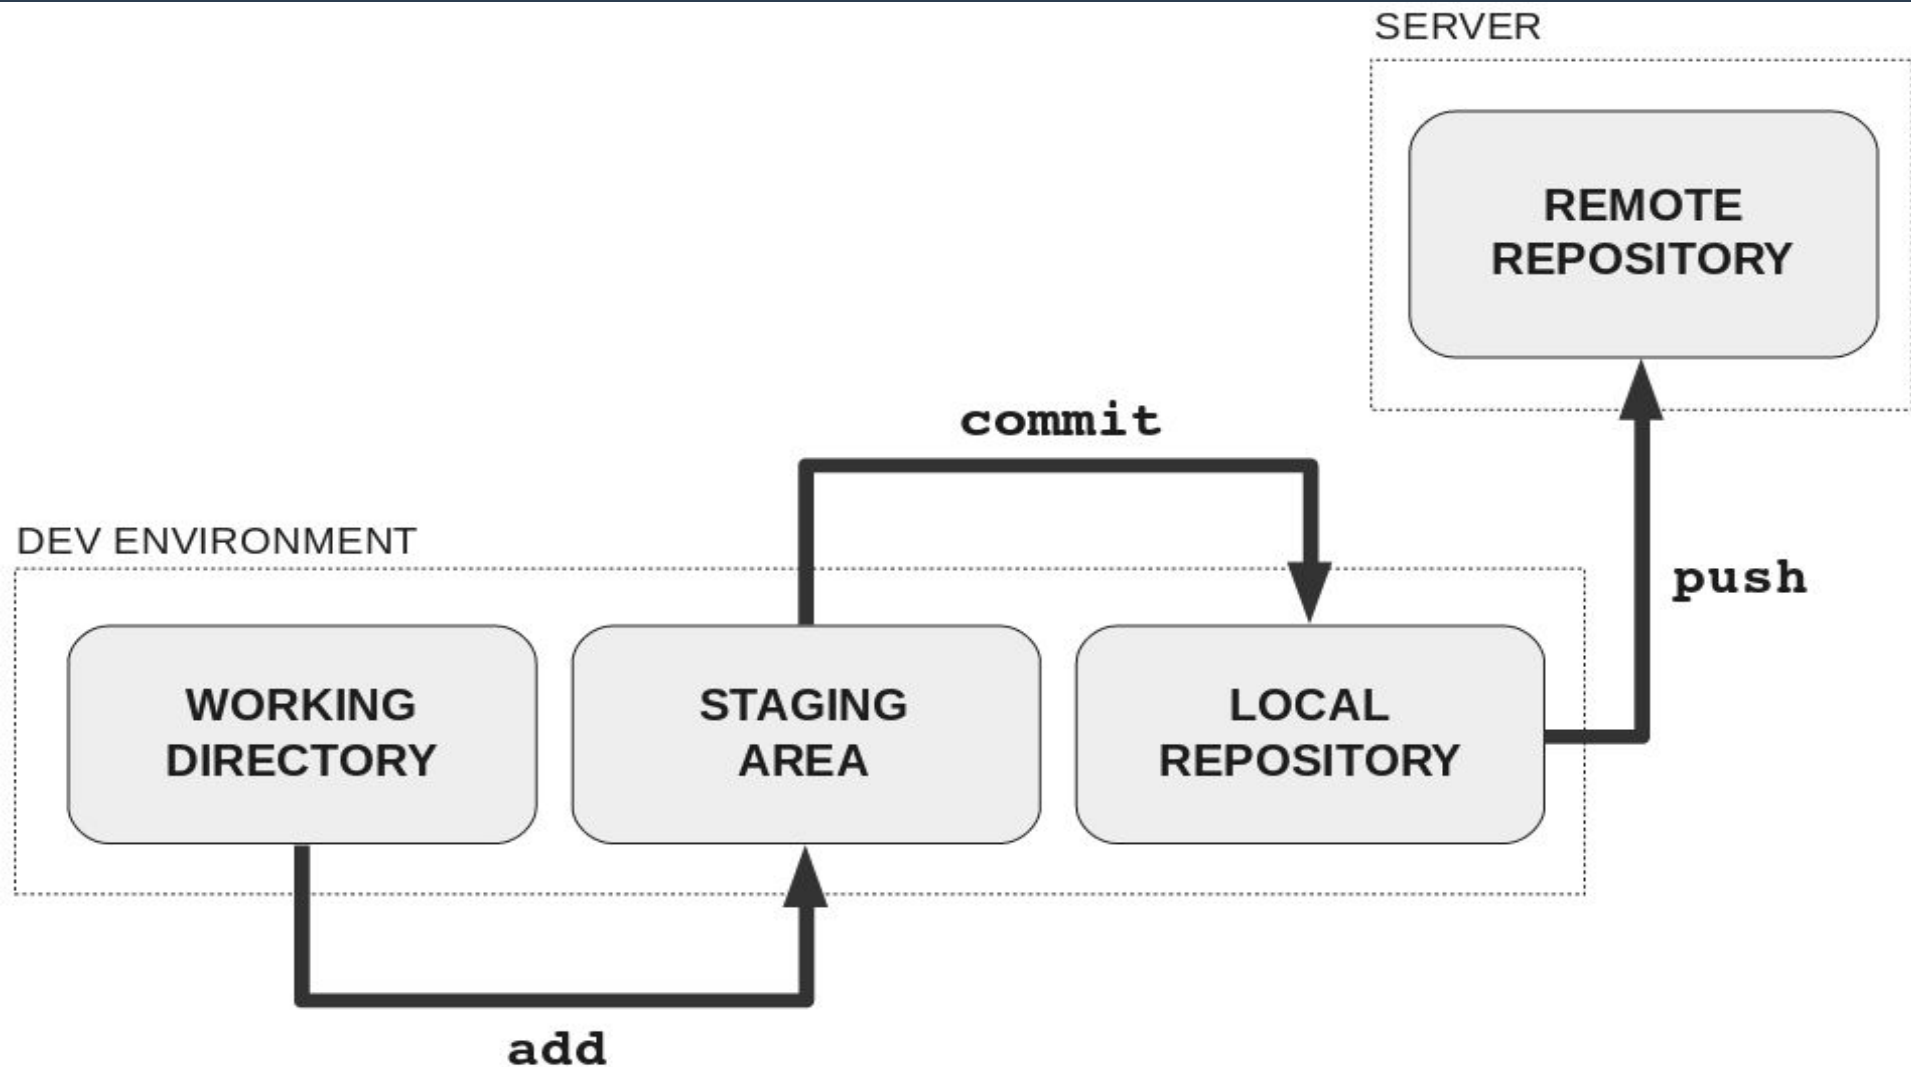 SERVER
REMOTE
REPOSITORY
commit
DEV ENVIRONMENT
push
WORKING
DIRECTORY
STAGING
AREA
LOCAL
REPOSITORY
add